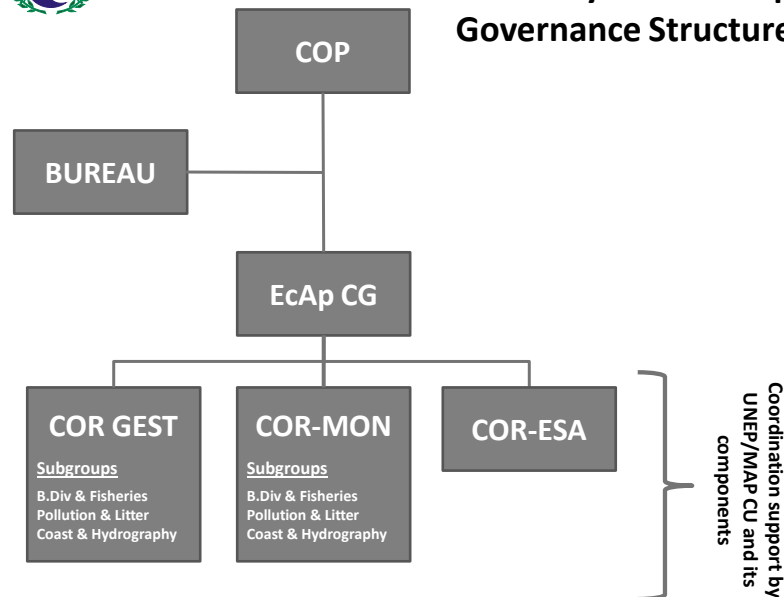 Governance Structure
COP
BUREAU
EcAp CG
COR GEST
Subgroups
B.Div & Fisheries
Pollution & Litter
Coast & Hydrography
COR-MON
Subgroups
B.Div & Fisheries
Pollution & Litter
Coast & Hydrography
COR-ESA
Coordination support by
UNEP/MAP CU and its
components